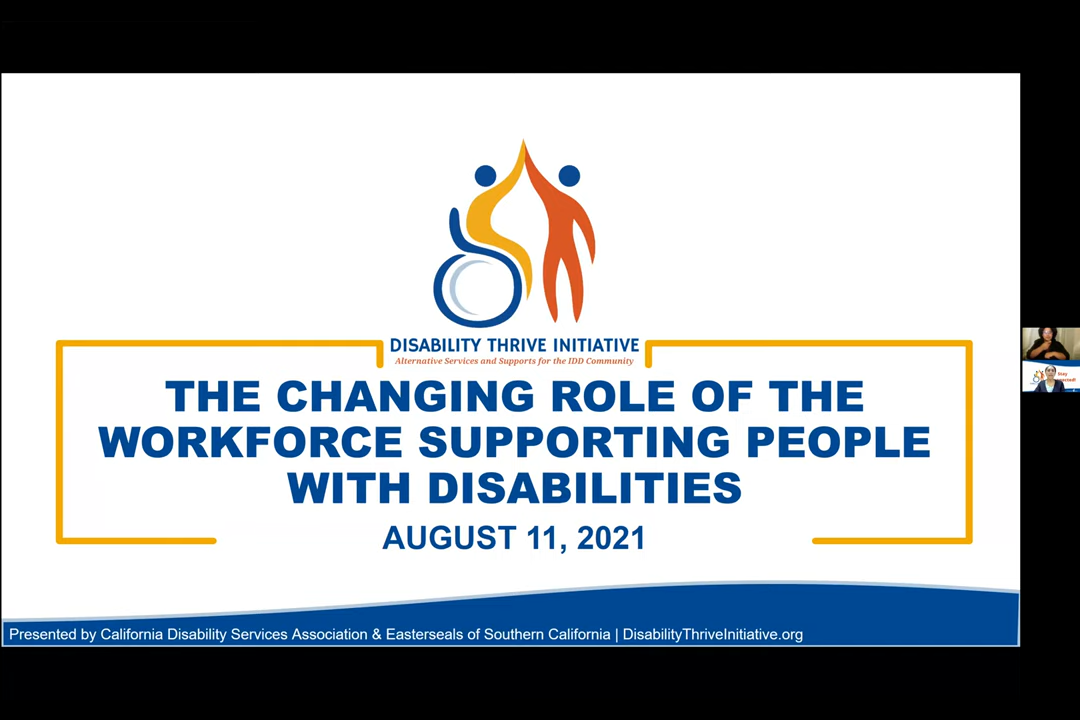 DISABILITY THRIVE INITIATIVE
Alternative Services and Supports for the IDD Community
THE CHANGING ROLE OF THE
WORKFORCE SUPPORTING PEOPLE
WITH DISABILITIES
AUGUST 11, 2021
Presented by California Disability Services Association & Easterseals of Southern California | DisabilityThriveInitiative.org